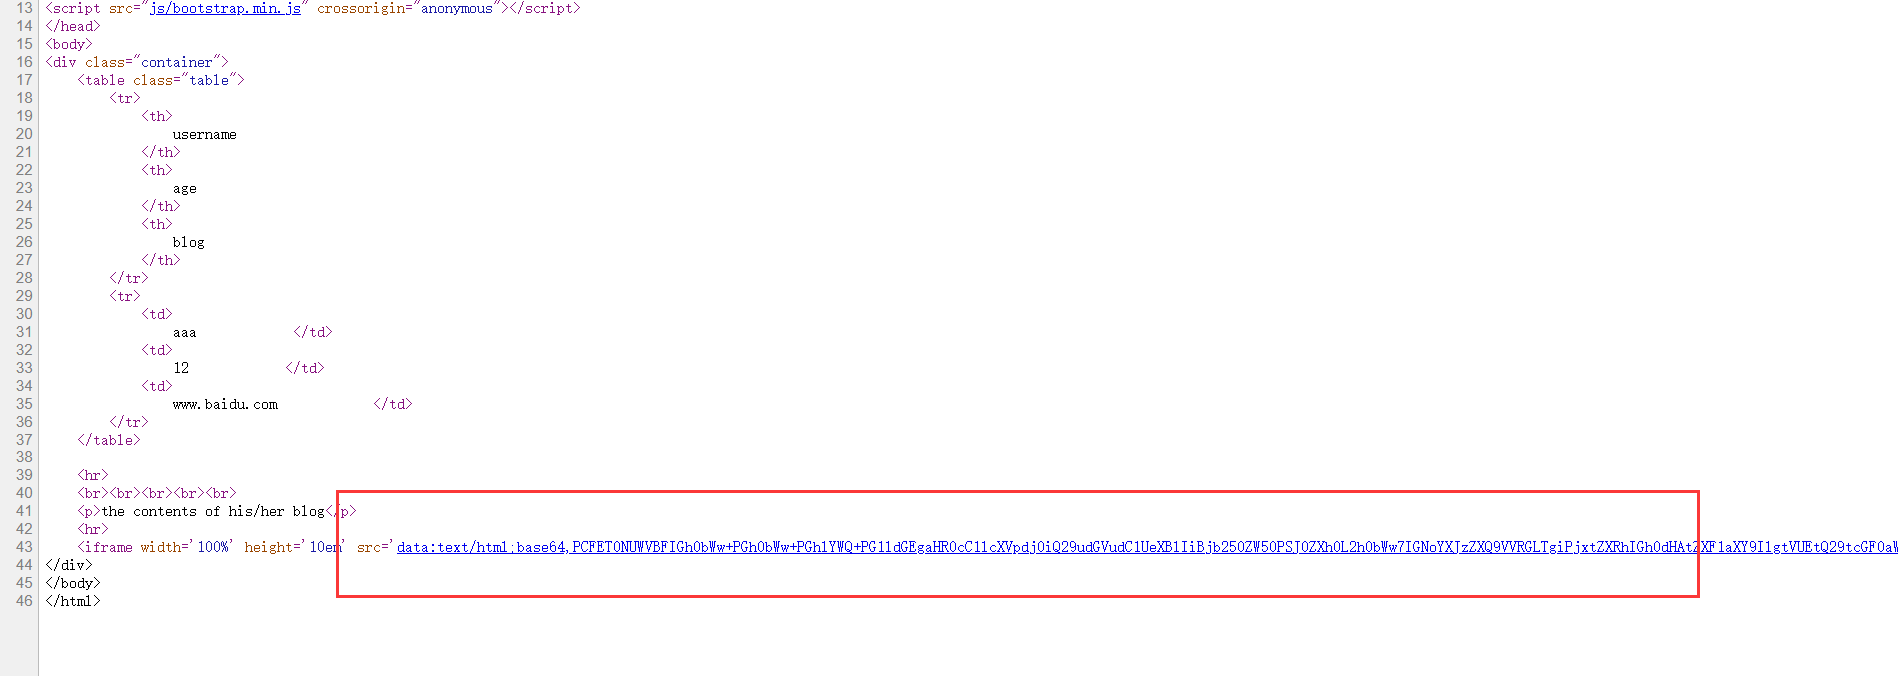 13 <script src="js/bootstrap.min.js" crossorigin="anonymous"></script>
14 </head>
15 <body>
16 <div class="container">
17 <table class="table">
18 <tr>
19 <th>
20 username
21 </th>
22 <th>
23 age
24 </th>
25 <th>
26 blog
27 </th>
28 </tr>
29 <tr>
30 <td>
31 aaa </td>
32 <td>
33 12 </td>
34 <td>
35 www.baidu.com </td>
36 </tr>
37 </table>
38
39 <hr>
40 <br><br><br><br><br>
41 <p>the contents of his/her blog</p>
42 <hr>
43 <iframe width='100%' height='10em' src='data:text/html;base64,PCFET0NUWVBFIGh0bWw+PGh0bWw+PGhlYWQ+PG1ldGEgaHR0cC1lcXVpdj0iQ29udGVudC1UeXBlIiBjb250ZW50PSJ0ZXh0L2h0bWw7IGNoYXJzZXQ9VVRGLTgiPjxtZXRhIGh0dHAtZXF1aXY9IlgtVUEtQ29tcGF0aW
44 </div>
45 </body>
46 </html>